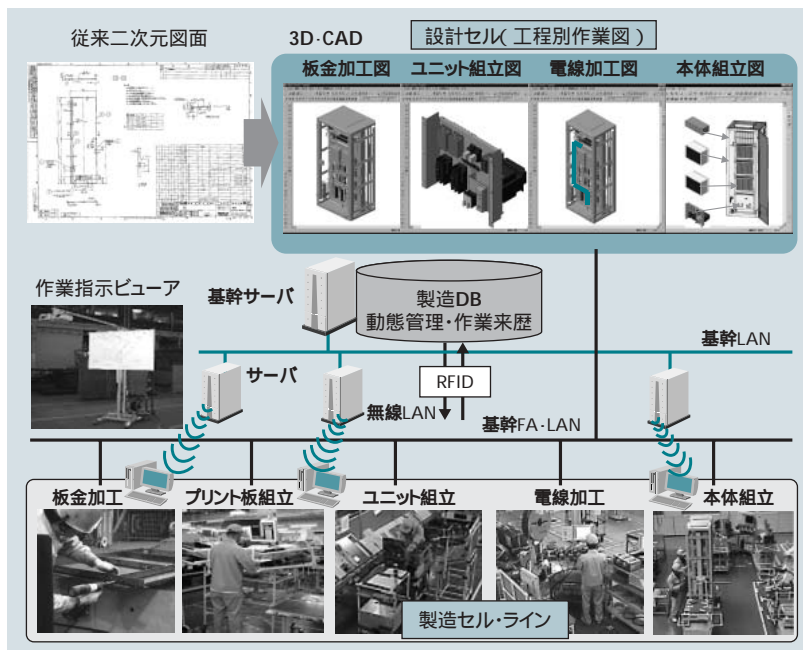 従来二次元図面
3D·CAD
設計セル(工程別作業図)
板金加工図
ユニット組立図
電線加工図
本体組立図
作業指示ビューア
基幹サーバ
製造DB
動態管理・作業来歴
基幹LAN
サーバ
RFID
無線LAN
基幹FA·LAN
板金加工
プリント板組立
ユニット組立
電線加工
本体組立
製造セル・ライン